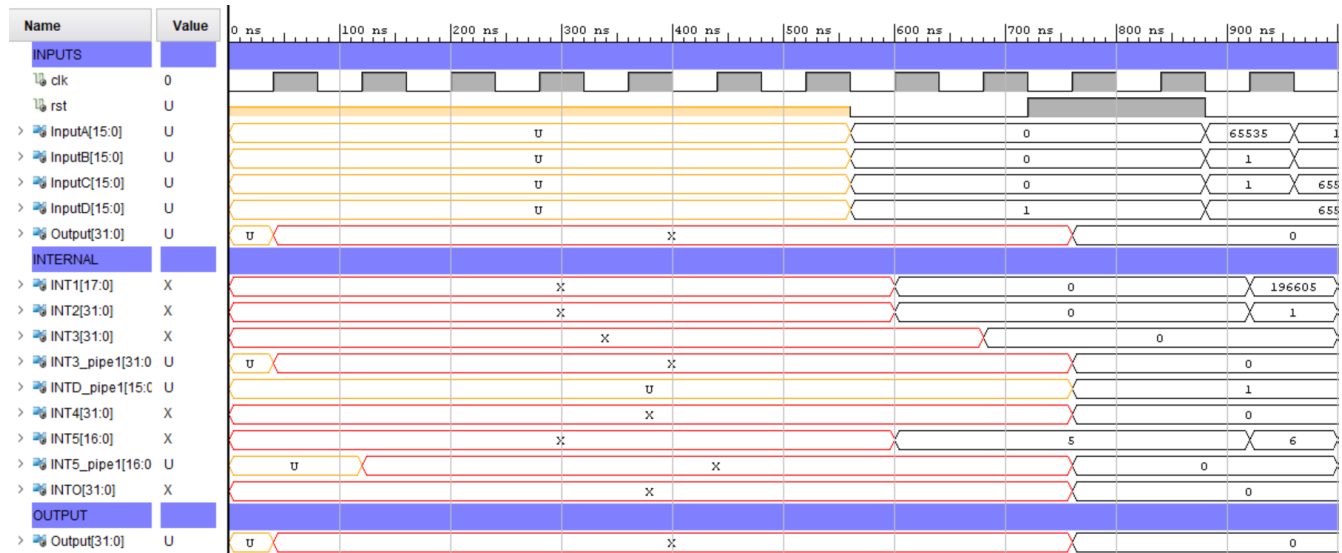 Name Value 0 ns 100 ns 200 ns 300 ns 400 ns 500 ns 600 ns 700 ns 800 ns 900 ns
INPUTS
clk 0
rst U
InputA[15:0] U U 0 65535 1
InputB[15:0] U U 0 1
InputC[15:0] U U 0 1 655
InputD[15:0] U U 1 655
Output[31:0] U U X 0
INTERNAL
INT1[17:0] X X 0 196605
INT2[31:0] X X 0 1
INT3[31:0] X X 0
INT3_pipe1[31:0 U U X 0
INTD_pipe1[15:0 U U 1
INT4[31:0] X X 0
INT5[16:0] X X 5 6
INT5_pipe1[16:0 U U X 0
INTO[31:0] X X 0
OUTPUT
Output[31:0] U U X 0